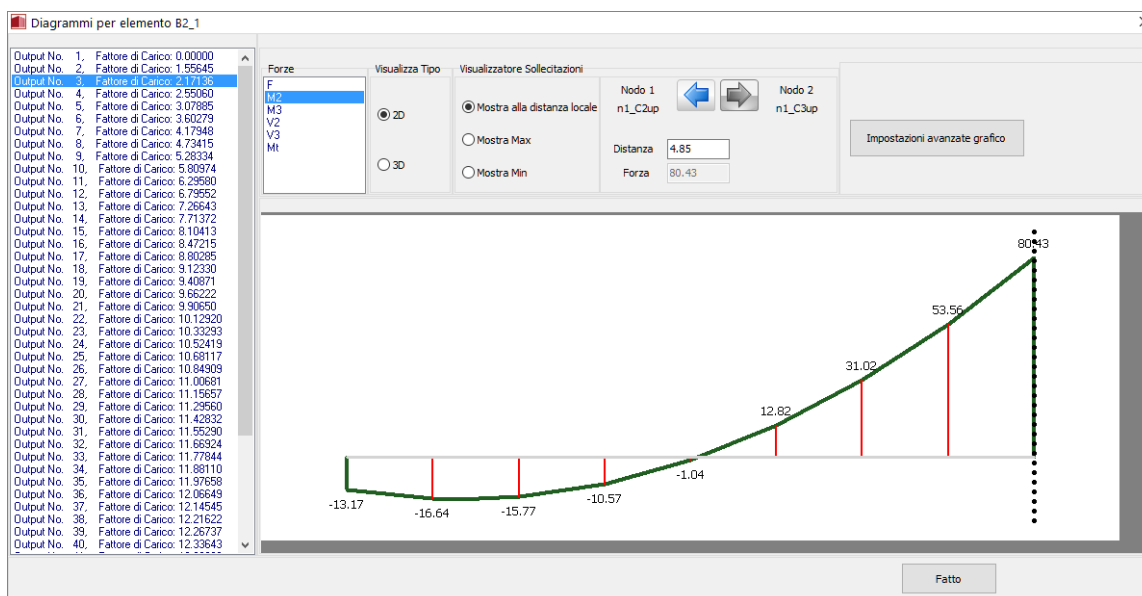 Diagrammi per elemento B2_1
Output No. 1, Fattore di Carico: 0.00000
Output No. 2, Fattore di Carico: 1.55645
Output No. 3, Fattore di Carico: 2.17136
Output No. 4, Fattore di Carico: 2.55060
Output No. 5, Fattore di Carico: 3.07885
Output No. 6, Fattore di Carico: 3.60279
Output No. 7, Fattore di Carico: 4.17948
Output No. 8, Fattore di Carico: 4.73415
Output No. 9, Fattore di Carico: 5.28334
Output No. 10, Fattore di Carico: 5.80974
Output No. 11, Fattore di Carico: 6.29580
Output No. 12, Fattore di Carico: 6.79552
Output No. 13, Fattore di Carico: 7.26643
Output No. 14, Fattore di Carico: 7.71372
Output No. 15, Fattore di Carico: 8.10413
Output No. 16, Fattore di Carico: 8.47215
Output No. 17, Fattore di Carico: 8.80285
Output No. 18, Fattore di Carico: 9.12330
Output No. 19, Fattore di Carico: 9.40871
Output No. 20, Fattore di Carico: 9.66222
Output No. 21, Fattore di Carico: 9.90650
Output No. 22, Fattore di Carico: 10.12920
Output No. 23, Fattore di Carico: 10.33293
Output No. 24, Fattore di Carico: 10.52419
Output No. 25, Fattore di Carico: 10.68117
Output No. 26, Fattore di Carico: 10.84909
Output No. 27, Fattore di Carico: 11.00681
Output No. 28, Fattore di Carico: 11.15657
Output No. 29, Fattore di Carico: 11.29560
Output No. 30, Fattore di Carico: 11.42832
Output No. 31, Fattore di Carico: 11.55290
Output No. 32, Fattore di Carico: 11.66924
Output No. 33, Fattore di Carico: 11.77844
Output No. 34, Fattore di Carico: 11.88110
Output No. 35, Fattore di Carico: 11.97658
Output No. 36, Fattore di Carico: 12.06649
Output No. 37, Fattore di Carico: 12.14545
Output No. 38, Fattore di Carico: 12.21622
Output No. 39, Fattore di Carico: 12.26737
Output No. 40, Fattore di Carico: 12.33643
Forze
F
M2
M3
V2
V3
Mt
Visualizza Tipo
2D
3D
Visualizzatore Sollecitazioni
Mostra alla distanza locale
Mostra Max
Mostra Min
Nodo 1
n1_C2up
Nodo 2
n1_C3up
Distanza 4.85
Forza 80.43
Impostazioni avanzate grafico
80.43
53.56
31.02
12.82
-1.04
-10.57
-13.17
-16.64
-15.77
Fatto